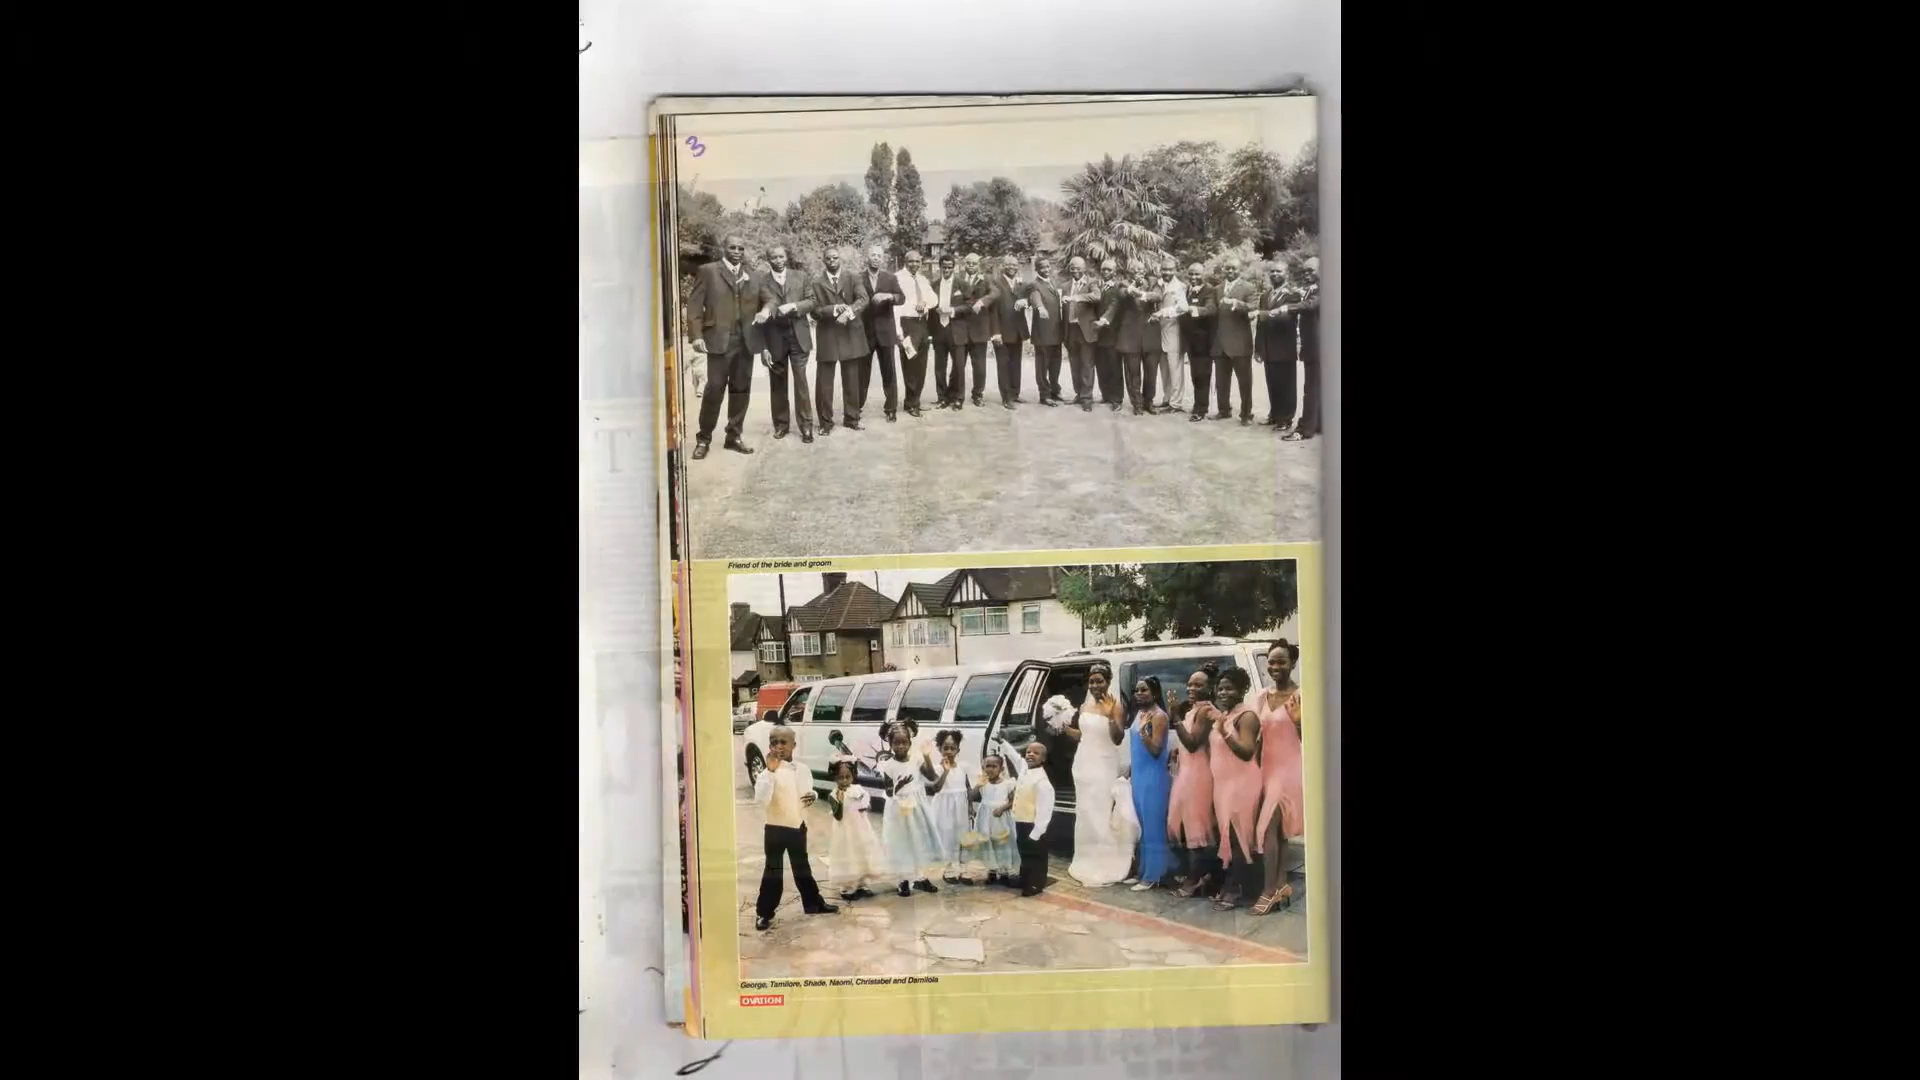 3
Friend of the bride and groom
George, Tamilore, Shade, Naomi, Christabel and Damilola
OVATION